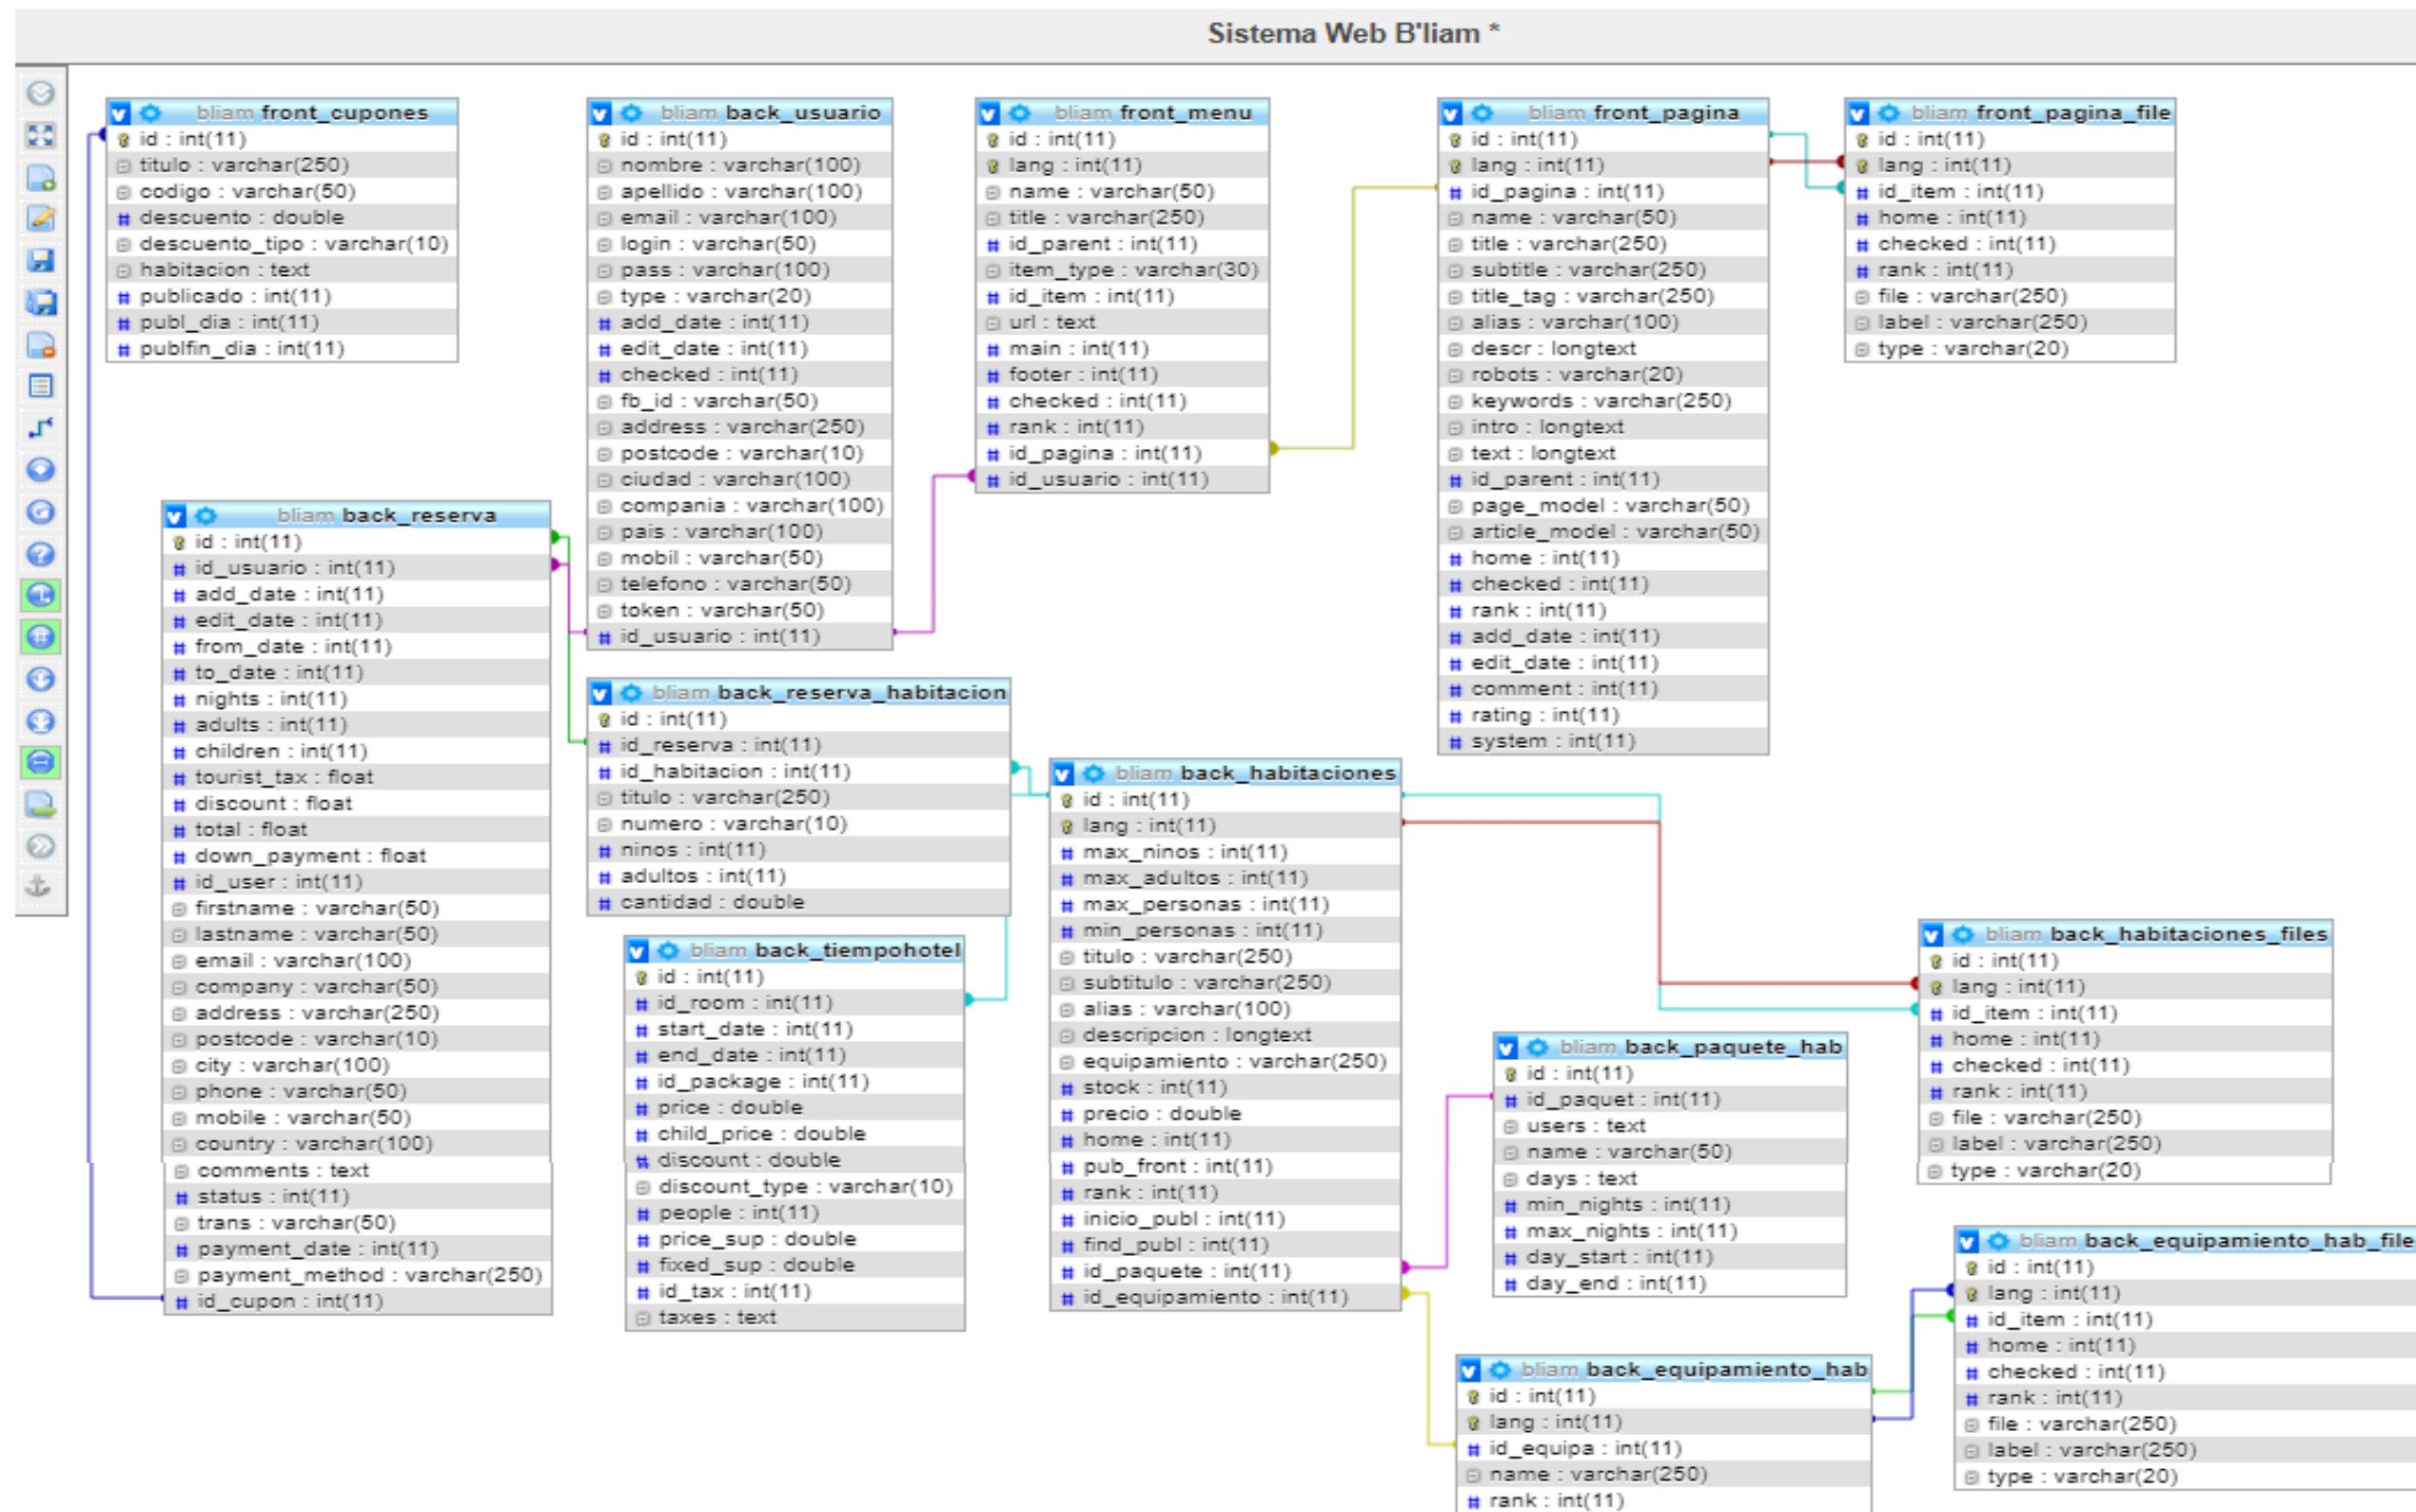 Sistema Web B'liam *
bliam front_cupones
id : int(11)
titulo : varchar(250)
codigo : varchar(50)
descuento : double
descuento_tipo : varchar(10)
habitacion : text
publicado : int(11)
publ_dia : int(11)
publfin_dia : int(11)
bliam back_usuario
id : int(11)
nombre : varchar(100)
apellido : varchar(100)
email : varchar(100)
login : varchar(50)
pass : varchar(100)
type : varchar(20)
add_date : int(11)
edit_date : int(11)
checked : int(11)
fb_id : varchar(50)
address : varchar(250)
postcode : varchar(10)
ciudad : varchar(100)
compania : varchar(100)
pais : varchar(100)
mobil : varchar(50)
telefono : varchar(50)
token : varchar(50)
id_usuario : int(11)
bliam front_menu
id : int(11)
lang : int(11)
name : varchar(50)
title : varchar(250)
id_parent : int(11)
item_type : varchar(30)
id_item : int(11)
url : text
main : int(11)
footer : int(11)
checked : int(11)
rank : int(11)
id_pagina : int(11)
id_usuario : int(11)
bliam front_pagina
id : int(11)
lang : int(11)
id_pagina : int(11)
name : varchar(50)
title : varchar(250)
subtitle : varchar(250)
title_tag : varchar(250)
alias : varchar(100)
descr : longtext
robots : varchar(20)
keywords : varchar(250)
intro : longtext
text : longtext
id_parent : int(11)
page_model : varchar(50)
article_model : varchar(50)
home : int(11)
checked : int(11)
rank : int(11)
add_date : int(11)
edit_date : int(11)
comment : int(11)
rating : int(11)
system : int(11)
bliam front_pagina_file
id : int(11)
lang : int(11)
id_item : int(11)
home : int(11)
checked : int(11)
rank : int(11)
file : varchar(250)
label : varchar(250)
type : varchar(20)
bliam back_reserva
id : int(11)
id_usuario : int(11)
add_date : int(11)
edit_date : int(11)
from_date : int(11)
to_date : int(11)
nights : int(11)
adults : int(11)
children : int(11)
tourist_tax : float
discount : float
total : float
down_payment : float
id_user : int(11)
firstname : varchar(50)
lastname : varchar(50)
email : varchar(100)
company : varchar(50)
address : varchar(250)
postcode : varchar(10)
city : varchar(100)
phone : varchar(50)
mobile : varchar(50)
country : varchar(100)
comments : text
status : int(11)
trans : varchar(50)
payment_date : int(11)
payment_method : varchar(250)
id_cupon : int(11)
bliam back_reserva_habitacion
id : int(11)
id_reserva : int(11)
id_habitacion : int(11)
titulo : varchar(250)
numero : varchar(10)
ninos : int(11)
adultos : int(11)
cantidad : double
bliam back_tiempohotel
id : int(11)
id_room : int(11)
start_date : int(11)
end_date : int(11)
id_package : int(11)
price : double
child_price : double
discount : double
discount_type : varchar(10)
people : int(11)
price_sup : double
fixed_sup : double
id_tax : int(11)
taxes : text
bliam back_habitaciones
id : int(11)
lang : int(11)
max_ninos : int(11)
max_adultos : int(11)
max_personas : int(11)
min_personas : int(11)
titulo : varchar(250)
subtitulo : varchar(250)
alias : varchar(100)
descripcion : longtext
equipamiento : varchar(250)
stock : int(11)
precio : double
home : int(11)
pub_front : int(11)
rank : int(11)
inicio_publ : int(11)
find_publ : int(11)
id_paquete : int(11)
id_equipamiento : int(11)
bliam back_paquete_hab
id : int(11)
id_paquet : int(11)
users : text
name : varchar(50)
days : text
min_nights : int(11)
max_nights : int(11)
day_start : int(11)
day_end : int(11)
bliam back_habitaciones_files
id : int(11)
lang : int(11)
id_item : int(11)
home : int(11)
checked : int(11)
rank : int(11)
file : varchar(250)
label : varchar(250)
type : varchar(20)
bliam back_equipamiento_hab
id : int(11)
lang : int(11)
id_equipa : int(11)
name : varchar(250)
rank : int(11)
bliam back_equipamiento_hab_file
id : int(11)
lang : int(11)
id_item : int(11)
home : int(11)
checked : int(11)
rank : int(11)
file : varchar(250)
label : varchar(250)
type : varchar(20)